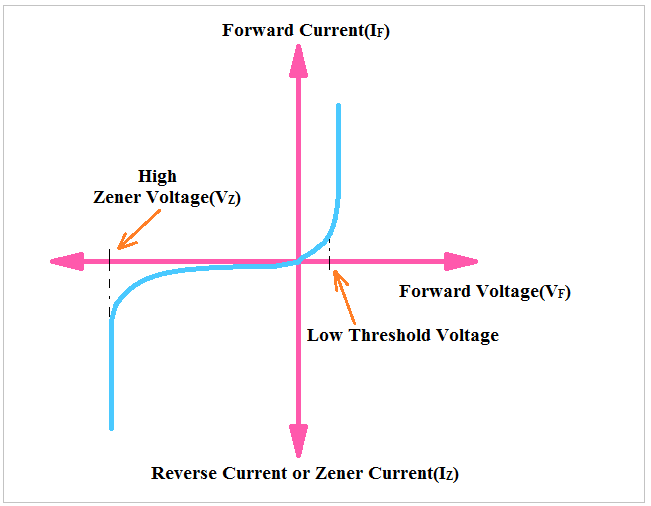 Forward Current(IF)
High
Zener Voltage(VZ)
Forward Voltage(VF)
Low Threshold Voltage
Reverse Current or Zener Current(IZ)